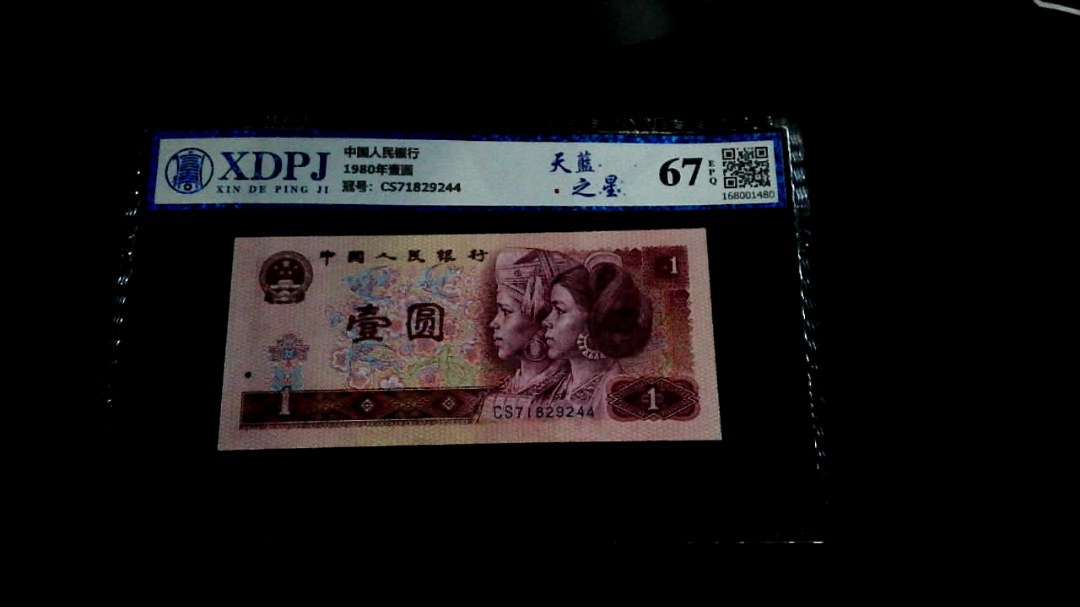 XDPJ
XIN DE PING JI
中国人民银行
1980年壹圆
冠号：CS71829244
天蓝
之星
67
EPQ
168001480
中国人民银行
壹圆
1
1
1
CS71829244